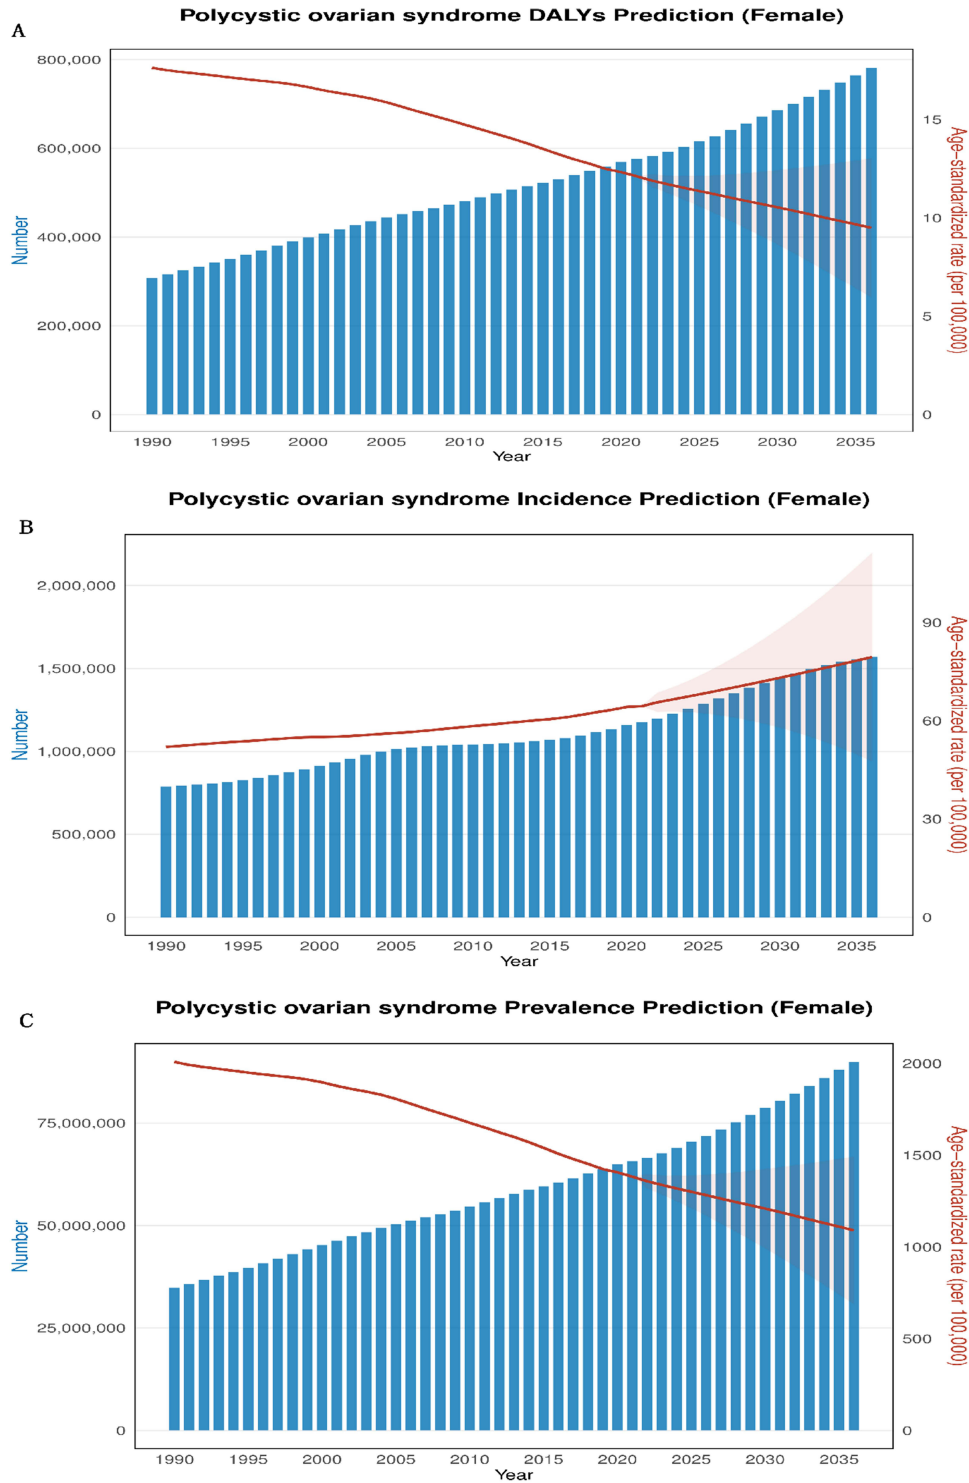 Polycystic ovarian syndrome DALYs Prediction (Female)
A
800,000
600,000
400,000
200,000
0
Number
15
10
5
0
Age−standardized rate (per 100,000)
1990 1995 2000 2005 2010 2015 2020 2025 2030 2035
Year
Polycystic ovarian syndrome Incidence Prediction (Female)
B
2,000,000
1,500,000
1,000,000
500,000
0
Number
90
60
30
0
Age−standardized rate (per 100,000)
1990 1995 2000 2005 2010 2015 2020 2025 2030 2035
Year
Polycystic ovarian syndrome Prevalence Prediction (Female)
C
75,000,000
50,000,000
25,000,000
0
Number
2000
1500
1000
500
0
Age−standardized rate (per 100,000)
1990 1995 2000 2005 2010 2015 2020 2025 2030 2035
Year